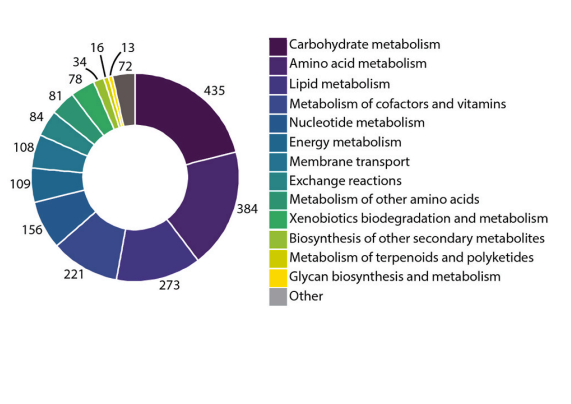 16
13
34
72
78
81
84
108
109
156
221
273
384
435
Carbohydrate metabolism
Amino acid metabolism
Lipid metabolism
Metabolism of cofactors and vitamins
Nucleotide metabolism
Energy metabolism
Membrane transport
Exchange reactions
Metabolism of other amino acids
Xenobiotics biodegradation and metabolism
Biosynthesis of other secondary metabolites
Metabolism of terpenoids and polyketides
Glycan biosynthesis and metabolism
Other